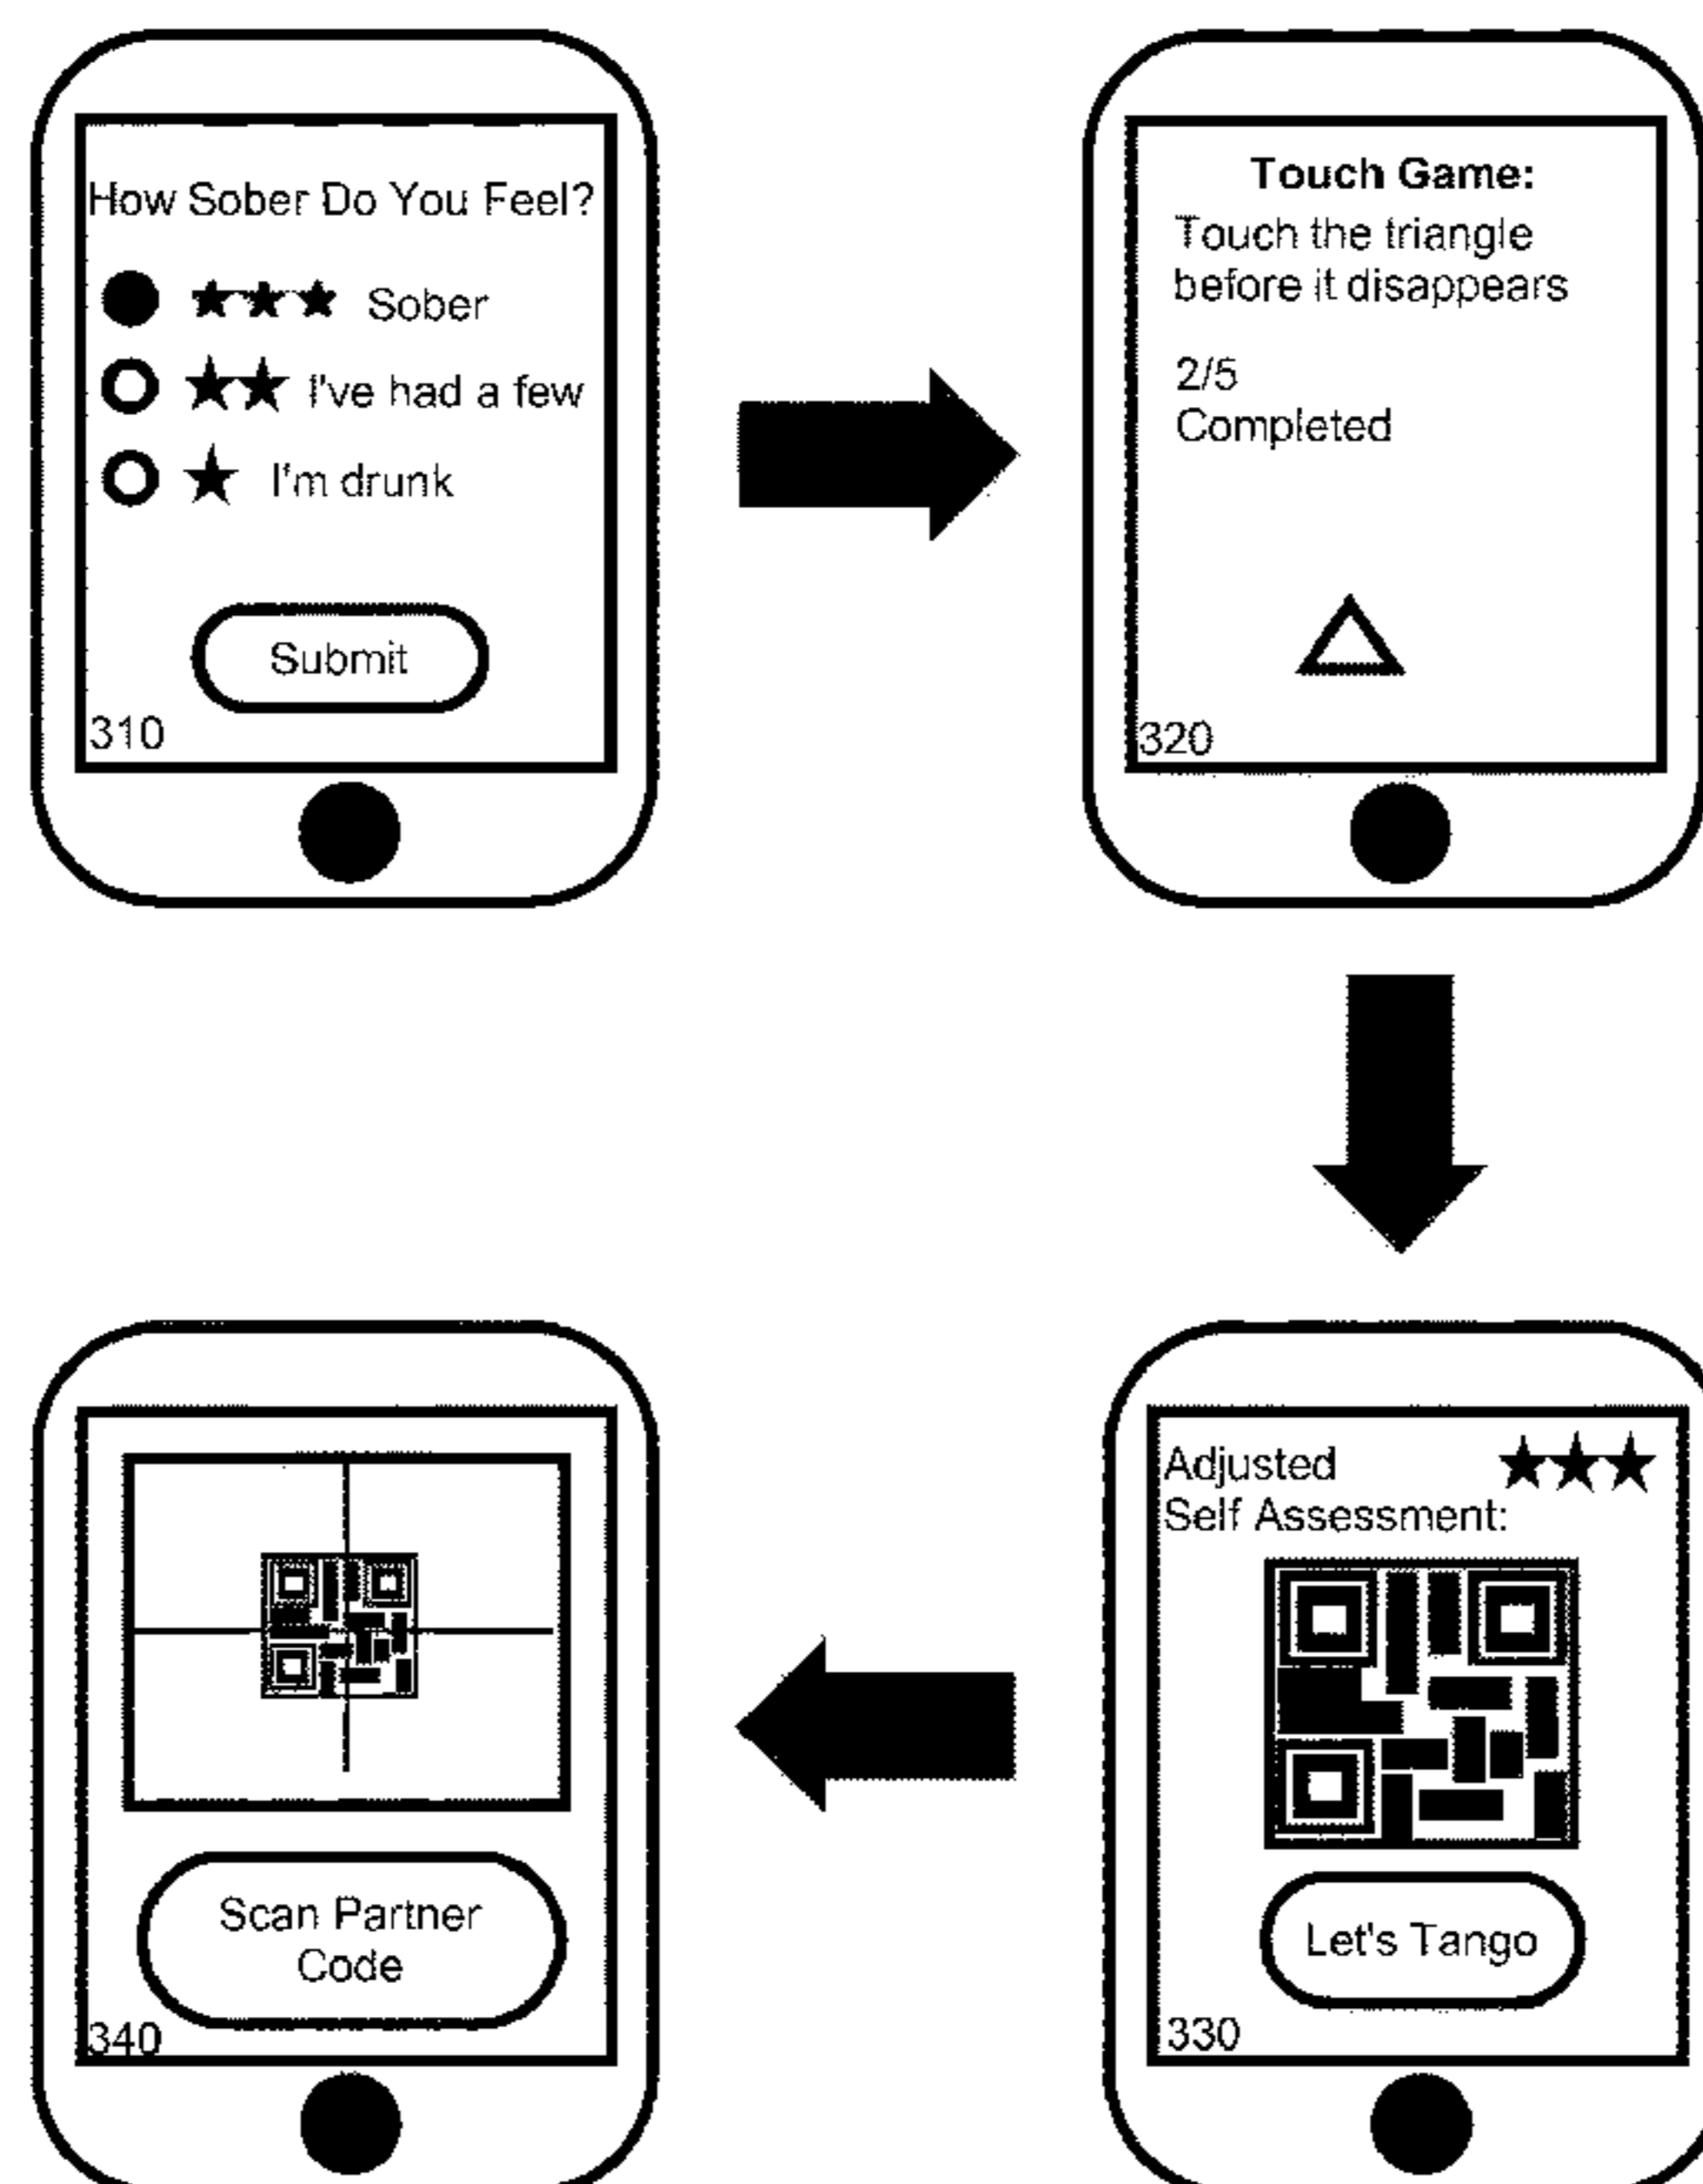 How Sober Do You Feel?
Sober
I've had a few
I'm drunk
Submit
310
Touch Game:
Touch the triangle
before it disappears
2/5
Completed
320
Adjusted
Self Assessment:
Let's Tango
330
Scan Partner
Code
340